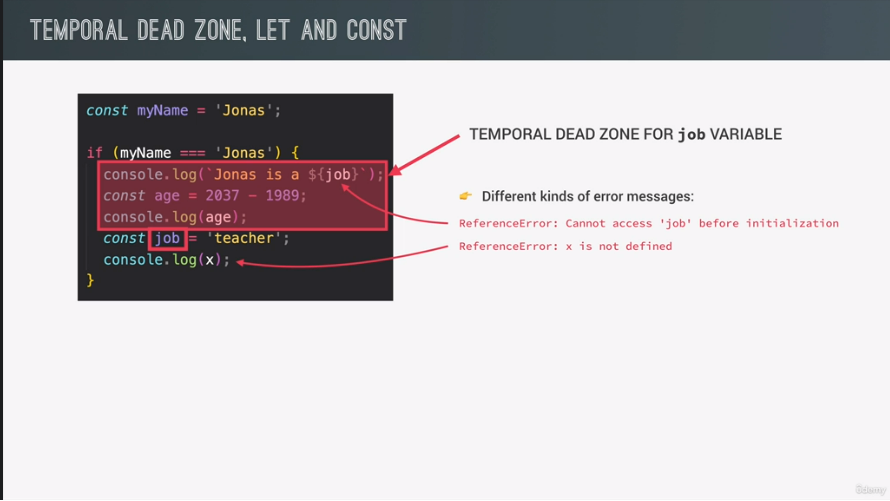 TEMPORAL DEAD ZONE, LET AND CONST
const myName = 'Jonas';
if (myName === 'Jonas') {
console.log(`Jonas is a ${job}`);
const age = 2037 - 1989;
console.log(age);
const job = 'teacher';
console.log(x);
}
TEMPORAL DEAD ZONE FOR job VARIABLE
👉 Different kinds of error messages:
ReferenceError: Cannot access 'job' before initialization
ReferenceError: x is not defined
Udemy